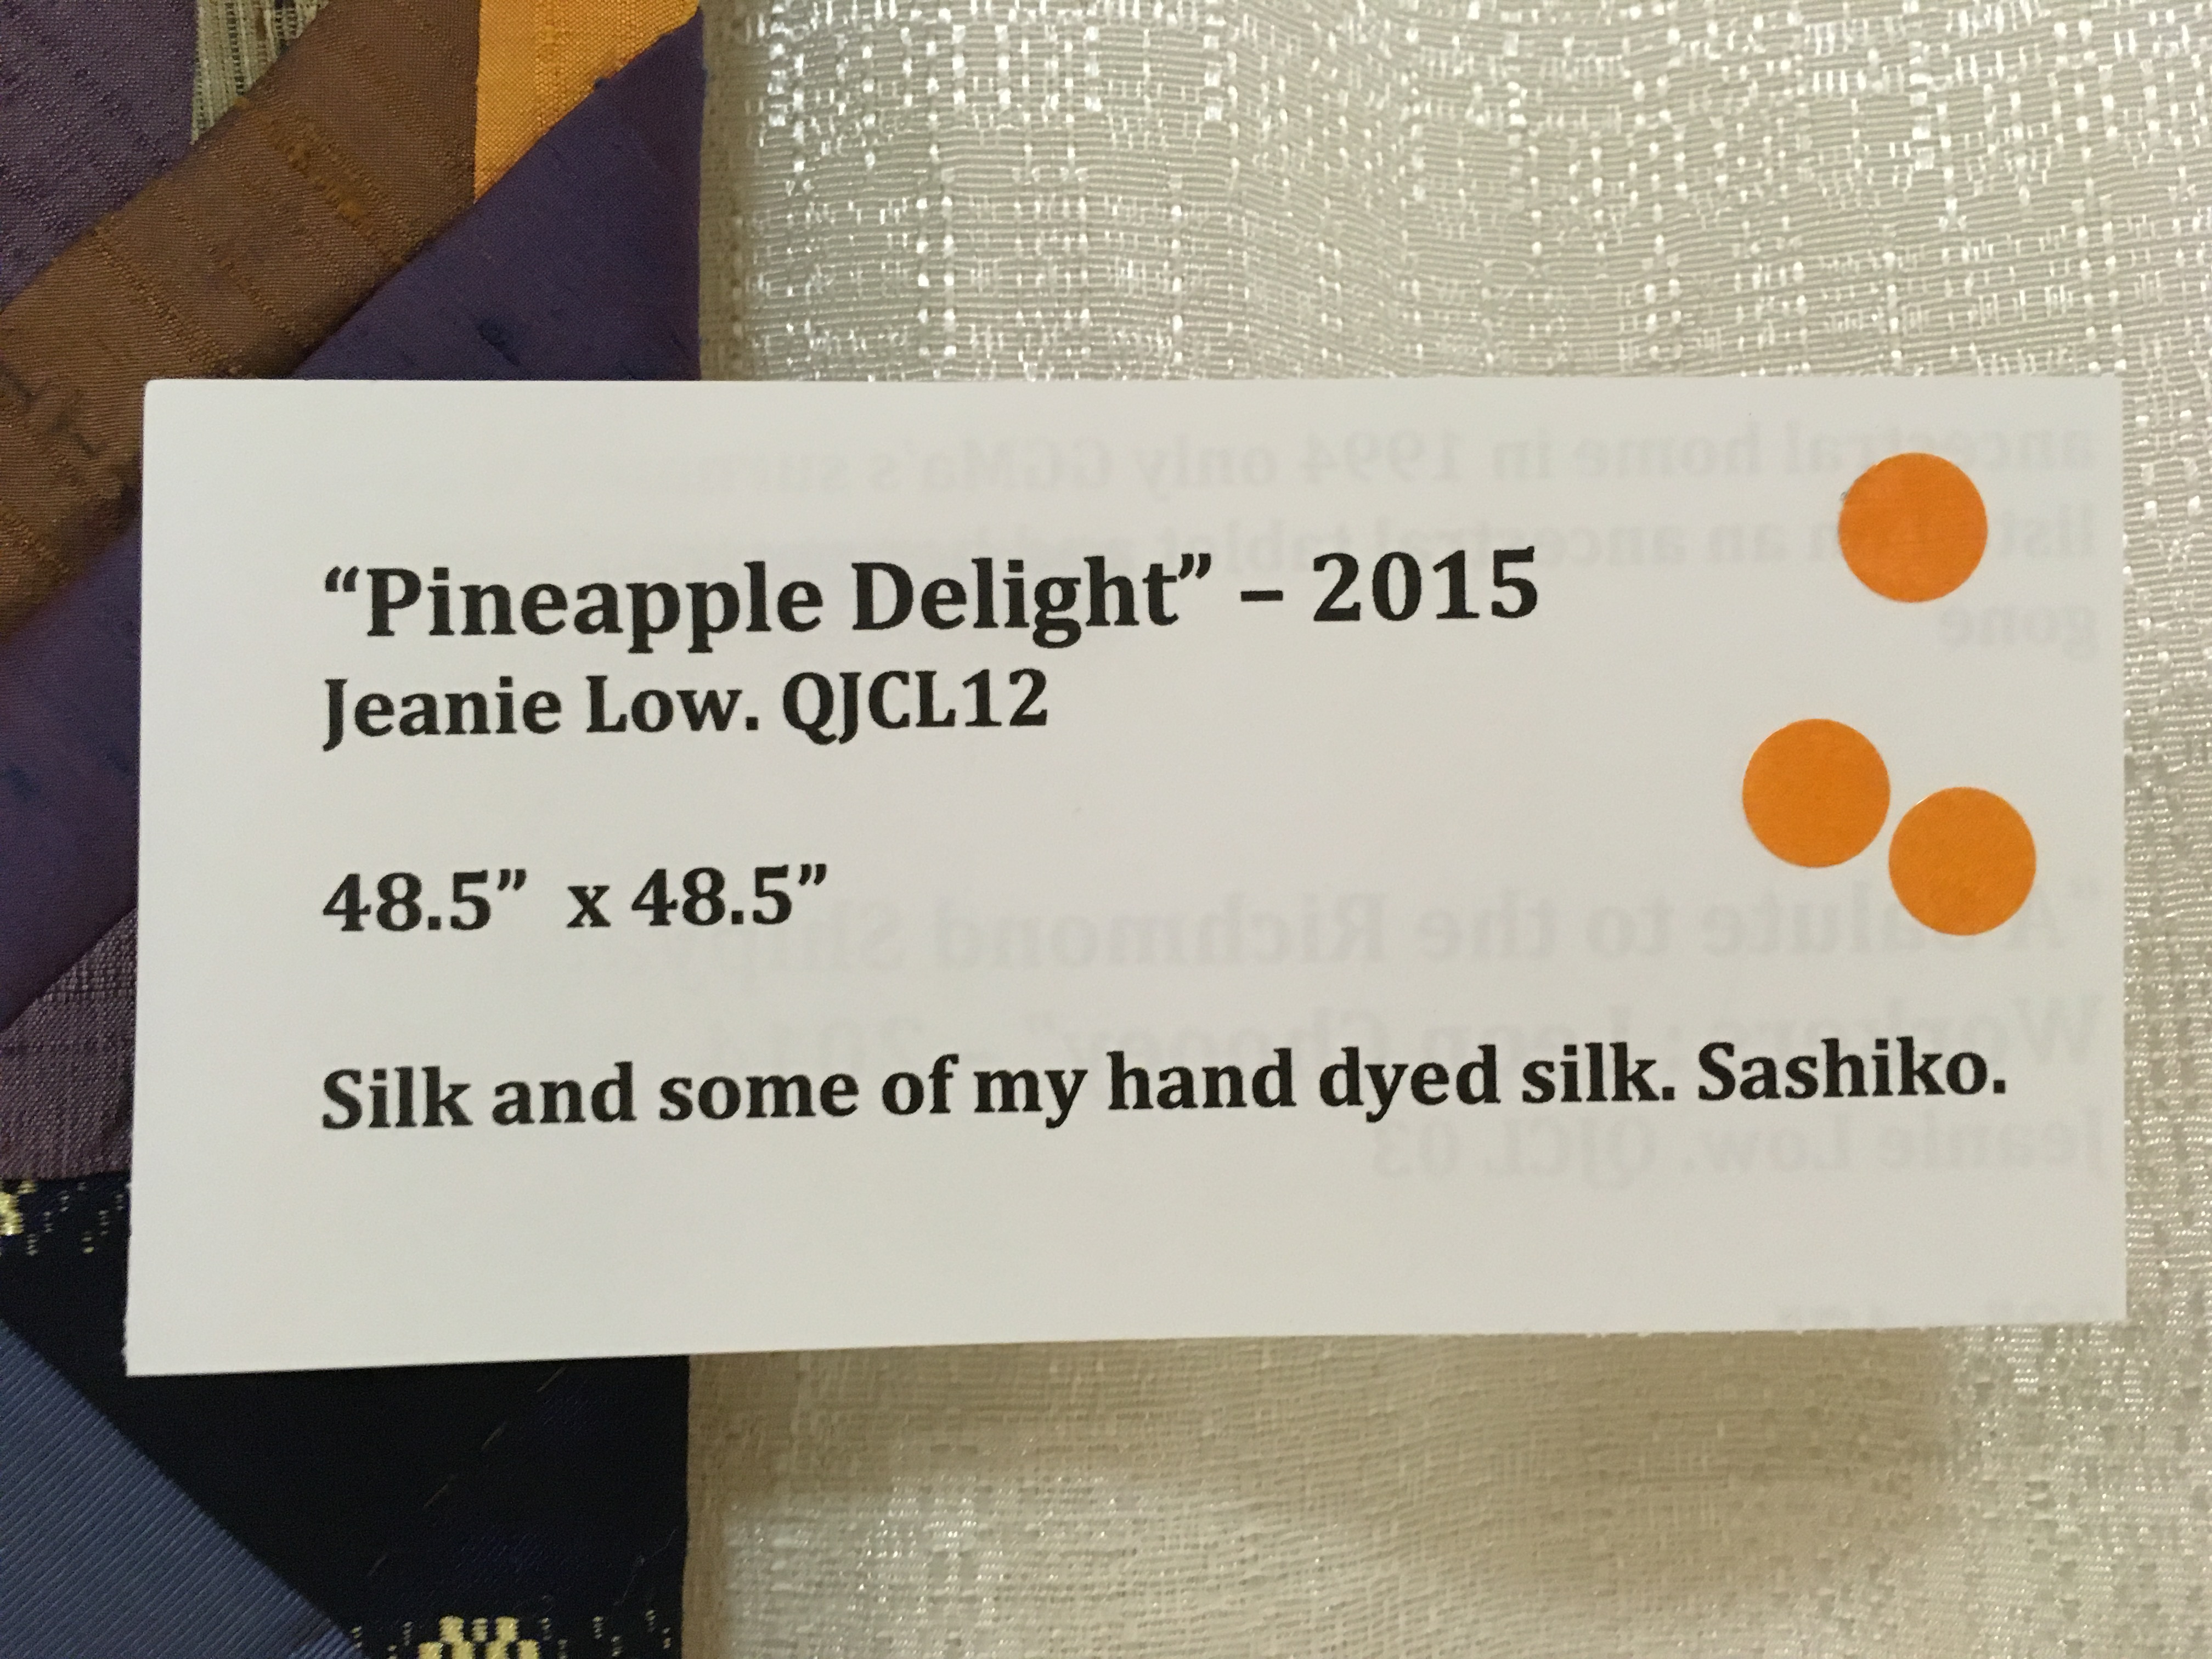 “Pineapple Delight” – 2015
Jeanie Low. QJCL12
48.5” x 48.5”
Silk and some of my hand dyed silk. Sashiko.